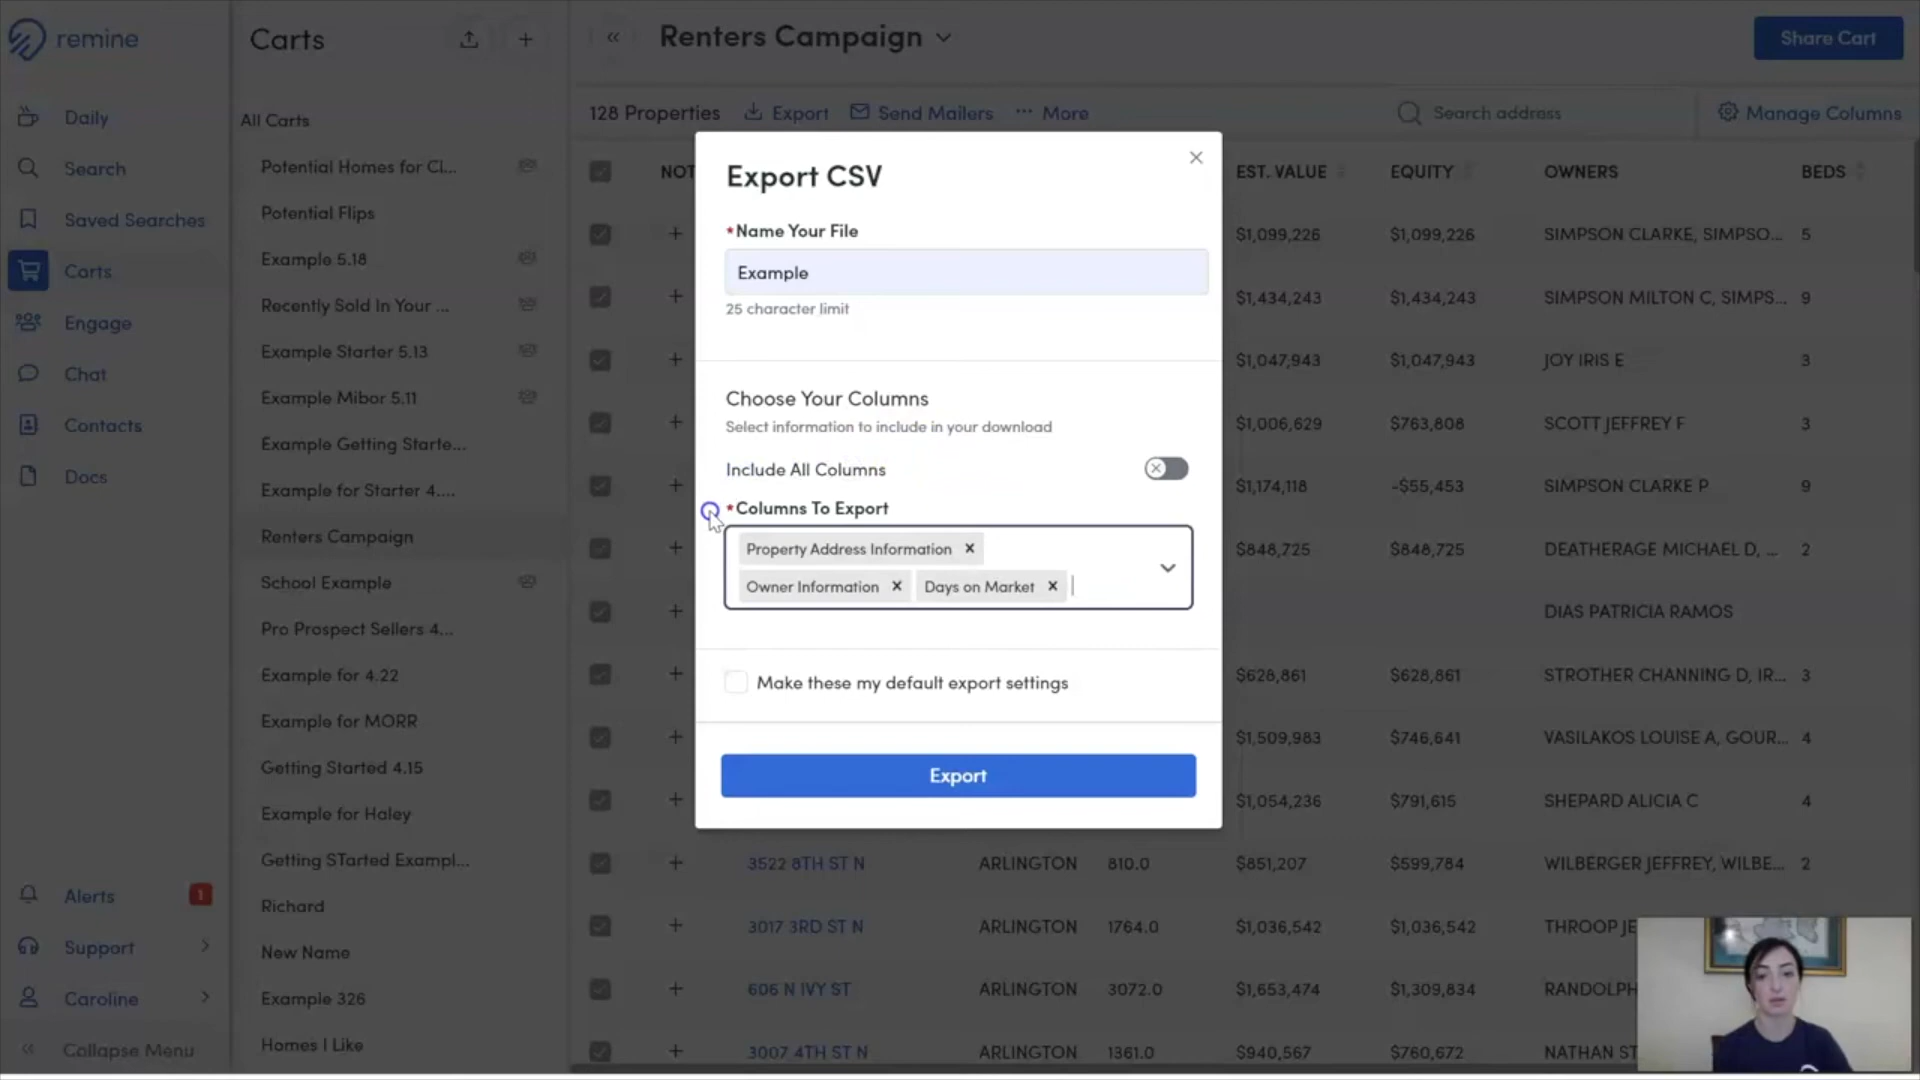 remine
Daily
Search
Saved Searches
Carts
Engage
Chat
Contacts
Docs
Alerts
1
Support
Caroline
Collapse Menu
Carts
All Carts
Potential Homes for Cl...
Potential Flips
Example 5.18
Recently Sold In Your ...
Example Starter 5.13
Example Mibor 5.11
Example Getting Starte...
Example for Starter 4....
Renters Campaign
School Example
Pro Prospect Sellers 4...
Example for 4.22
Example for MORR
Getting Started 4.15
Example for Haley
Getting STarted Exampl...
Richard
New Name
Example 326
Homes I Like
Renters Campaign
Share Cart
128 Properties Export Send Mailers More Search address Manage Columns
NOT EST. VALUE EQUITY OWNERS BEDS
$1,099,226 $1,099,226 SIMPSON CLARKE, SIMPSO... 5
$1,434,243 $1,434,243 SIMPSON MILTON C, SIMPS... 9
$1,047,943 $1,047,943 JOY IRIS E 3
$1,006,629 $763,808 SCOTT JEFFREY F 3
$1,174,118 -$55,453 SIMPSON CLARKE P 9
$848,725 $848,725 DEATHERAGE MICHAEL D, ... 2
DIAS PATRICIA RAMOS
$628,861 $628,861 STROTHER CHANNING D, IR... 3
$1,509,983 $746,641 VASILAKOS LOUISE A, GOUR... 4
$1,054,236 $791,615 SHEPARD ALICIA C 4
3522 8TH ST N ARLINGTON 810.0 $851,207 $599,784 WILBERGER JEFFREY, WILBE... 2
3017 3RD ST N ARLINGTON 1764.0 $1,036,542 $1,036,542 THROOP JE
606 N IVY ST ARLINGTON 3072.0 $1,653,474 $1,309,834 RANDOLPH
3007 4TH ST N ARLINGTON 1361.0 $940,567 $760,672 NATHAN ST
Export CSV
*Name Your File
Example
25 character limit
Choose Your Columns
Select information to include in your download
Include All Columns
*Columns To Export
Property Address Information
Owner Information Days on Market
Make these my default export settings
Export